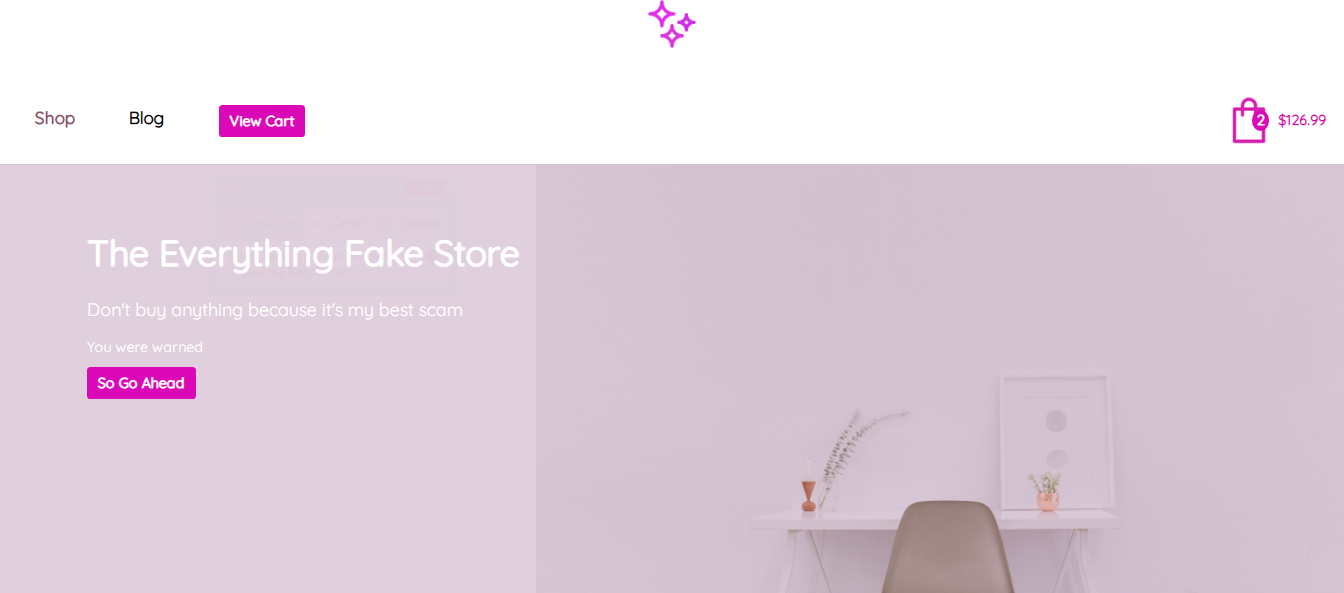 Shop
Blog
View Cart
2
$126.99
The Everything Fake Store
Don't buy anything because it's my best scam
You were warned
So Go Ahead